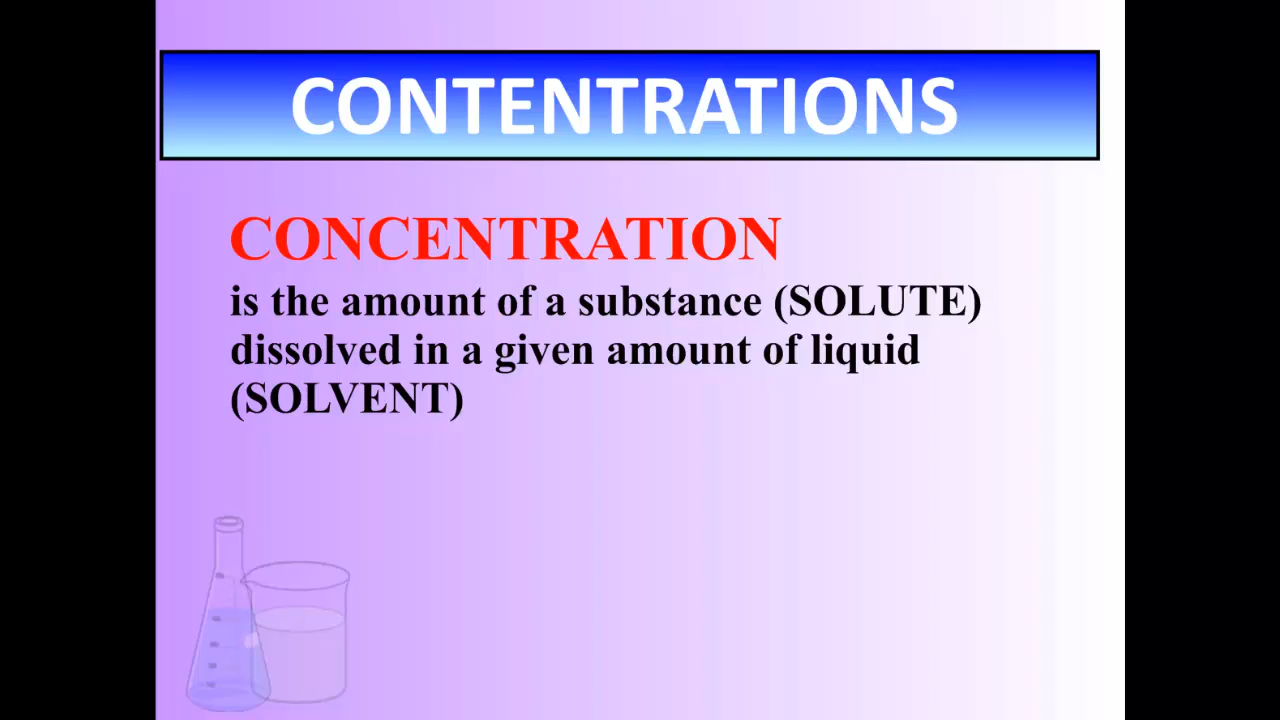 CONTENTRATIONS
CONCENTRATION
is the amount of a substance (SOLUTE)
dissolved in a given amount of liquid
(SOLVENT)